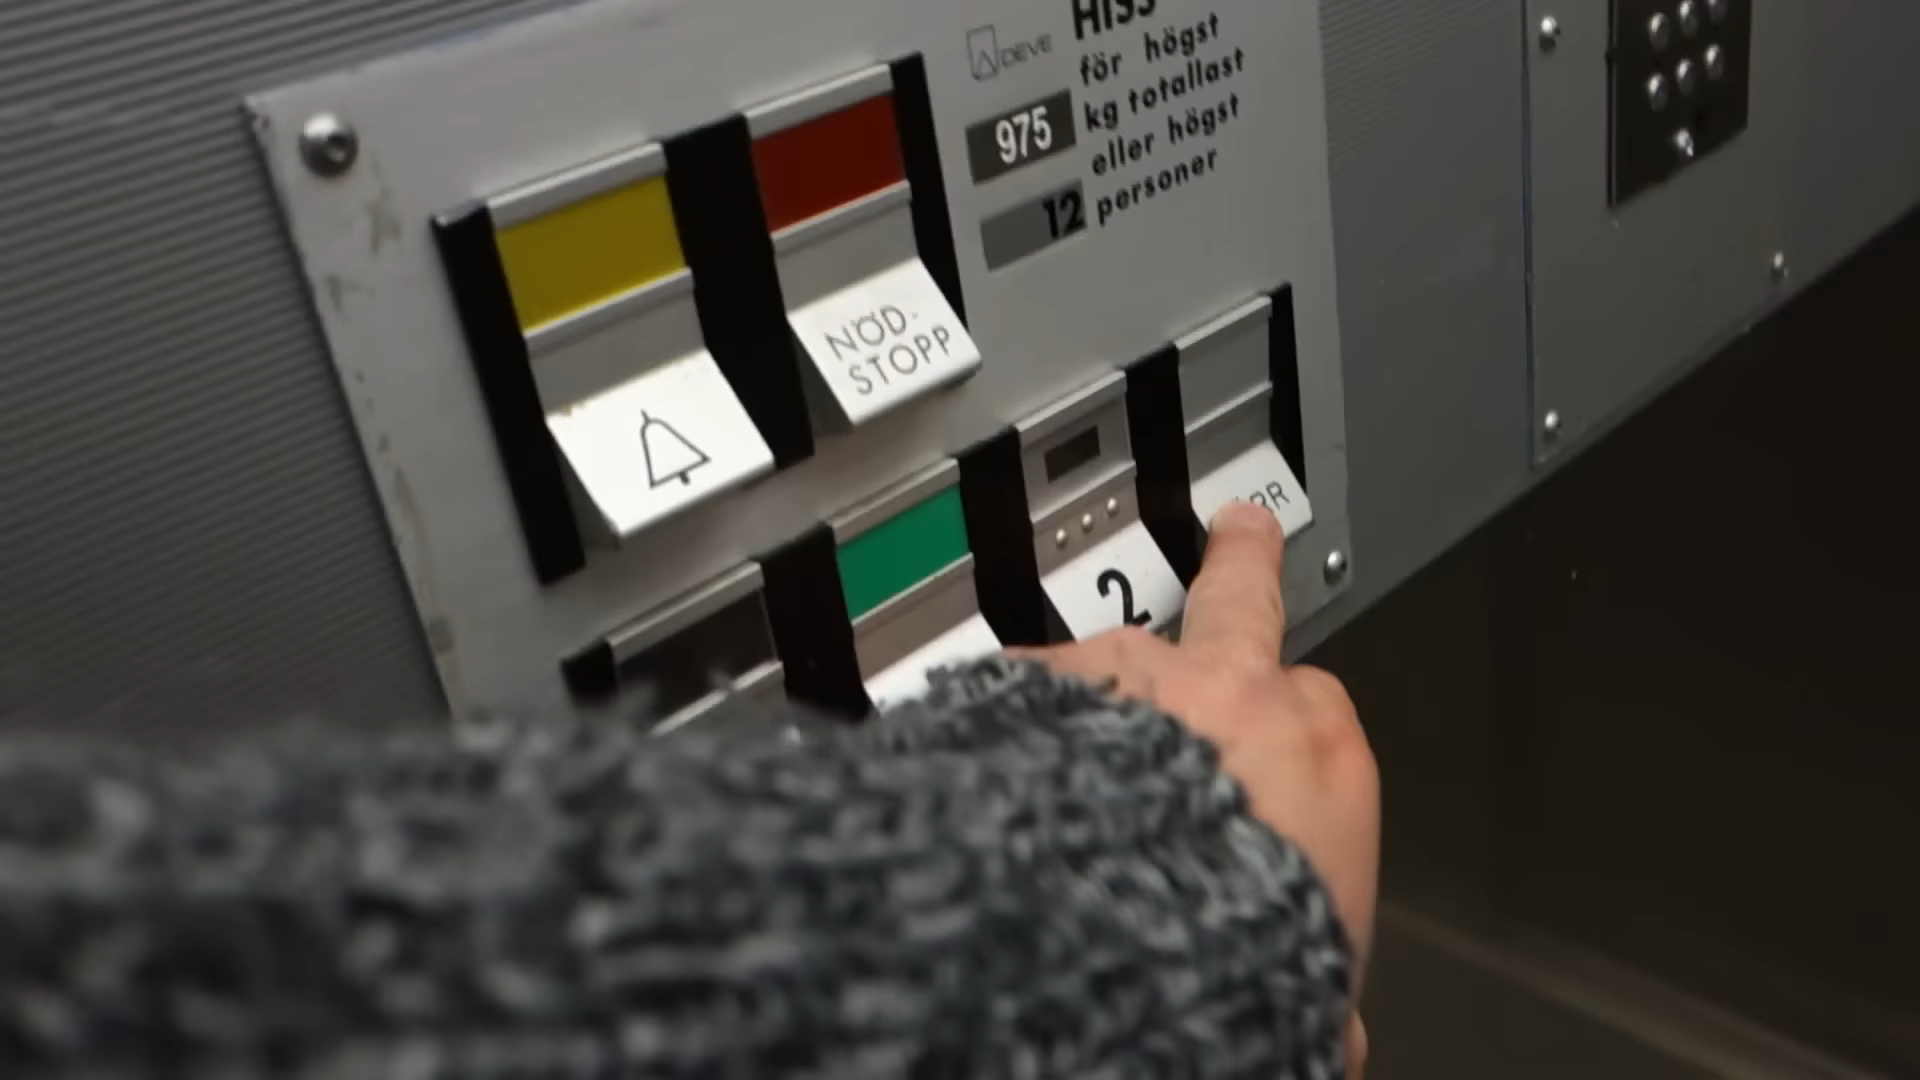 DEVE
HISS
för högst
975 kg totallast
eller högst
12 personer
NÖD-
STOPP
2